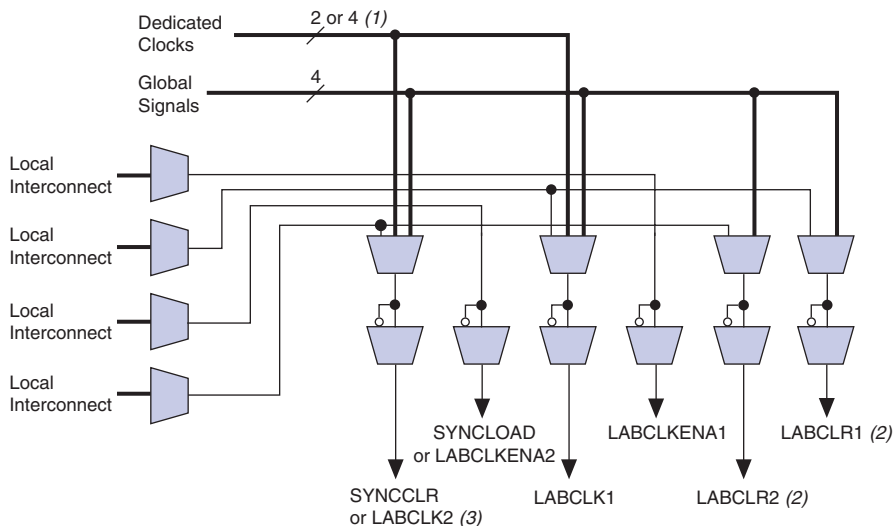 Dedicated
Clocks
2 or 4 (1)
Global
Signals
4
Local
Interconnect
Local
Interconnect
Local
Interconnect
Local
Interconnect
SYNCLOAD
or LABCLKENA2
LABCLKENA1
LABCLR1 (2)
SYNCCLR
or LABCLK2 (3)
LABCLK1
LABCLR2 (2)